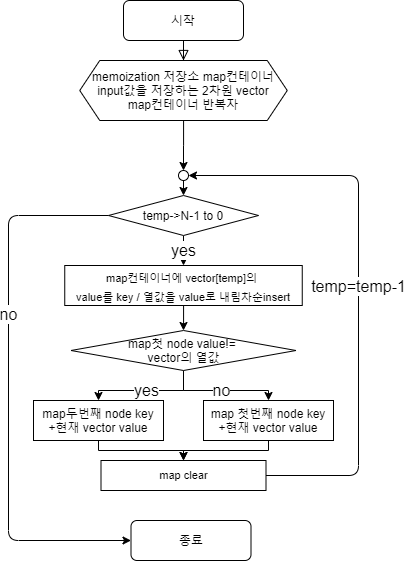 시작
memoization 저장소 map컨테이너
input값을 저장하는 2차원 vector
map컨테이너 반복자
temp->N-1 to 0
yes
no
map컨테이너에 vector[temp]의
value를 key / 열값을 value로 내림차순insert
temp=temp-1
map첫 node value!=
vector의 열값
yes
no
map두번째 node key
+현재 vector value
map 첫번째 node key
+현재 vector value
map clear
종료